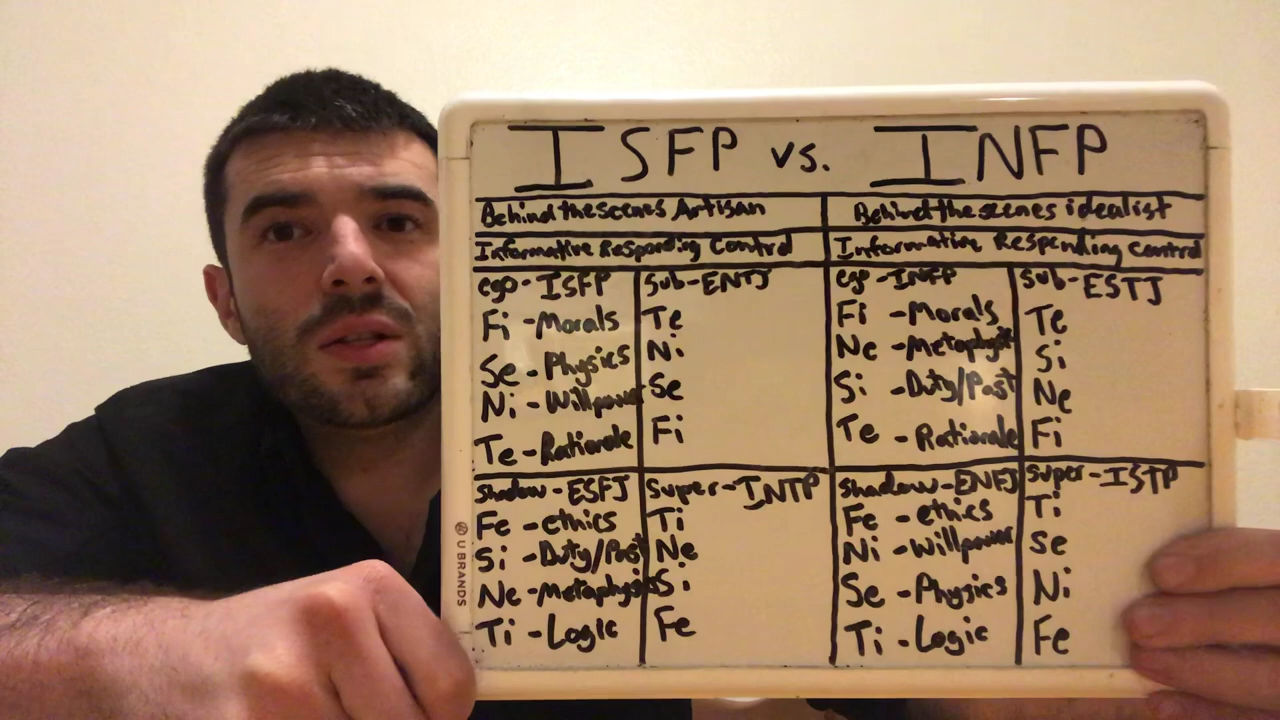 ISFP vs. INFP
Behind the scenes Artisan
Behind the scenes idealist
Informative Responding Control
Informative Responding control
ego - ISFP
Fi - Morals
Se - Physics
Ni - Willpower
Te - Rationale
Sub - ENTJ
Te
Ni
Se
Fi
ego - INFP
Fi - Morals
Ne - Metaphysics
Si - Duty/Past
Te - Rationale
Sub - ESTJ
Te
Si
Ne
Fi
Shadow - ESFJ
Fe - ethics
Si - Duty/Past
Ne - Metaphysics
Ti - Logic
Super - INTP
Ti
Ne
Si
Fe
Shadow - ENFJ
Fe - ethics
Ni - Willpower
Se - Physics
Ti - Logic
Super - ISTP
Ti
Se
Ni
Fe
U BRANDS